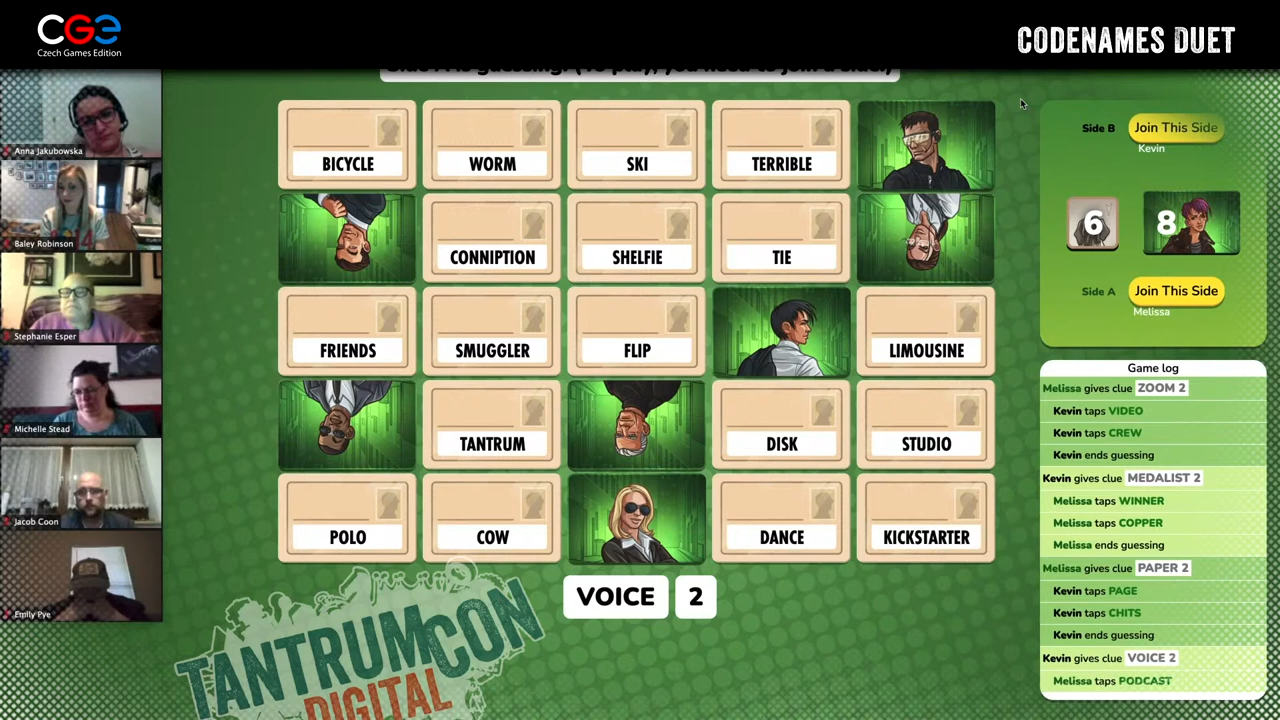 CGE
Czech Games Edition
CODENAMES DUET
Anna Jakubowska
Baley Robinson
Stephanie Esper
Michelle Stead
Jacob Coon
Emily Pye
BICYCLE
WORM
SKI
TERRIBLE
CONNIPTION
SHELFIE
TIE
FRIENDS
SMUGGLER
FLIP
LIMOUSINE
TANTRUM
DISK
STUDIO
POLO
COW
DANCE
KICKSTARTER
VOICE 2
TANTRUMCON
DIGITAL
Side B
Join This Side
Kevin
6 8
Side A
Join This Side
Melissa
Game log
Melissa gives clue ZOOM 2
Kevin taps VIDEO
Kevin taps CREW
Kevin ends guessing
Kevin gives clue MEDALIST 2
Melissa taps WINNER
Melissa taps COPPER
Melissa ends guessing
Melissa gives clue PAPER 2
Kevin taps PAGE
Kevin taps CHITS
Kevin ends guessing
Kevin gives clue VOICE 2
Melissa taps PODCAST